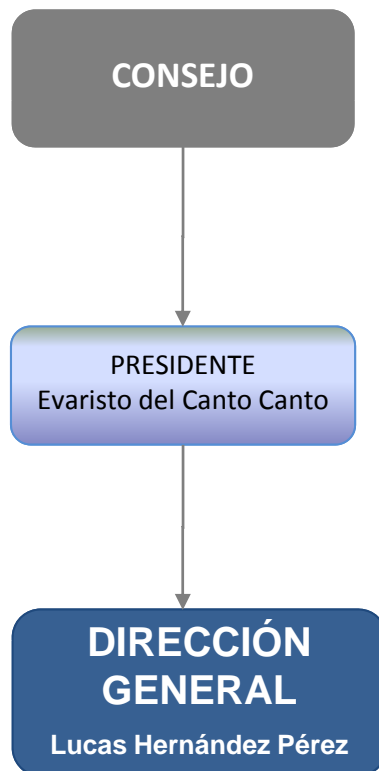 CONSEJO
PRESIDENTE
Evaristo del Canto Canto
DIRECCIÓN
GENERAL
Lucas Hernández Pérez